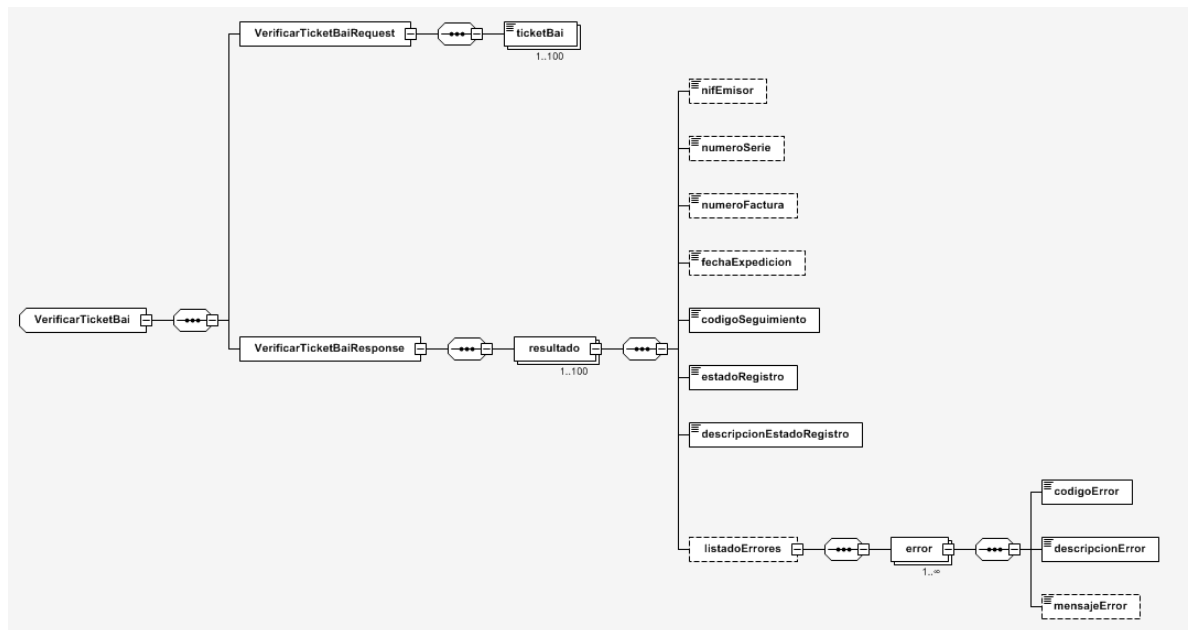 VerificarTicketBaiRequest
ticketBai
1..100
nifEmisor
numeroSerie
numeroFactura
fechaExpedicion
VerificarTicketBai
codigoSeguimiento
VerificarTicketBaiResponse
resultado
1..100
estadoRegistro
descripcionEstadoRegistro
listadoErrores
error
1..∞
codigoError
descripcionError
mensajeError